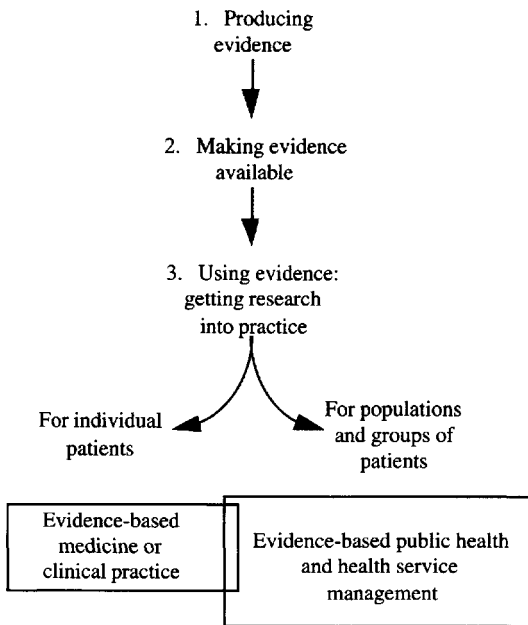 1. Producing
evidence
2. Making evidence
available
3. Using evidence:
getting research
into practice
For individual
patients
For populations
and groups of
patients
Evidence-based
medicine or
clinical practice
Evidence-based public health
and health service
management